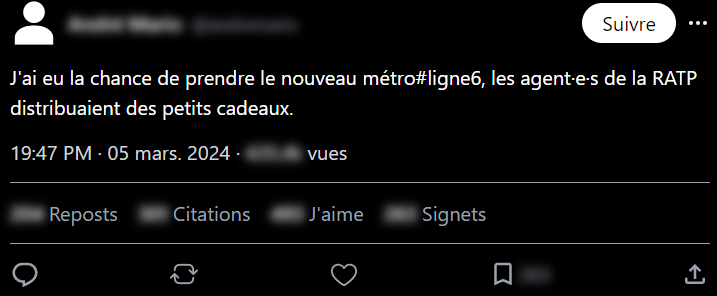 Suivre
J'ai eu la chance de prendre le nouveau métro#ligne6, les agent·e·s de la RATP
distribuaient des petits cadeaux.
19:47 PM · 05 mars. 2024 · vues
Reposts Citations J'aime Signets